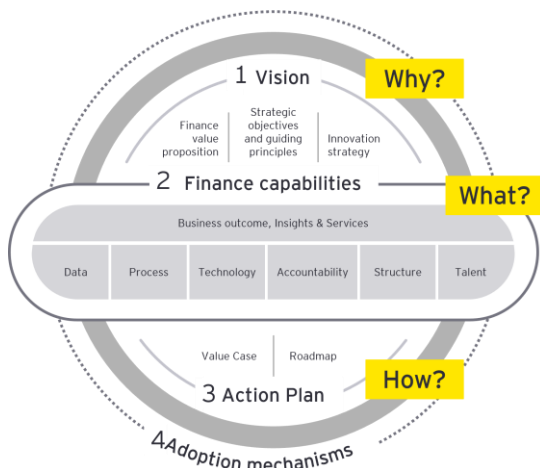 1 Vision
Why?
Finance
value
proposition
Strategic
objectives
and guiding
principles
Innovation
strategy
2 Finance capabilities
What?
Business outcome, Insights & Services
Data
Process
Technology
Accountability
Structure
Talent
Value Case
Roadmap
How?
3 Action Plan
4Adoption mechanisms